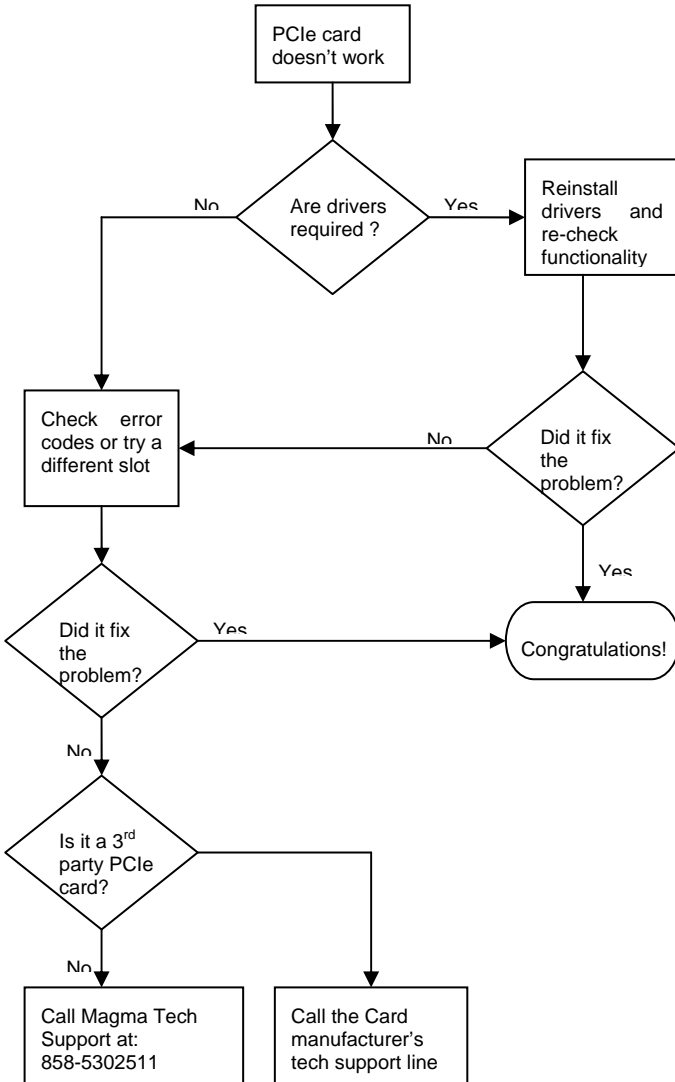 PCIe card
doesn't work
Are drivers
required ?
No
Yes
Reinstall
drivers and
re-check
functionality
Check error
codes or try a
different slot
No
Did it fix
the
problem?
Yes
Did it fix
the
problem?
Yes
Congratulations!
No
Is it a 3rd
party PCIe
card?
No
Call Magma Tech
Support at:
858-5302511
Call the Card
manufacturer's
tech support line